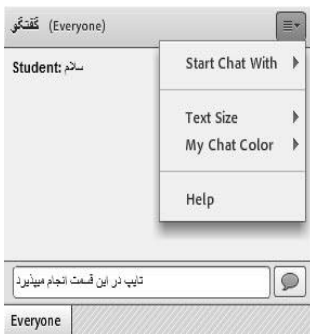 گفتگو (Everyone)
Start Chat With
Student: سلام
Text Size
My Chat Color
Help
تایپ در این قسمت انجام میپذیرد
Everyone